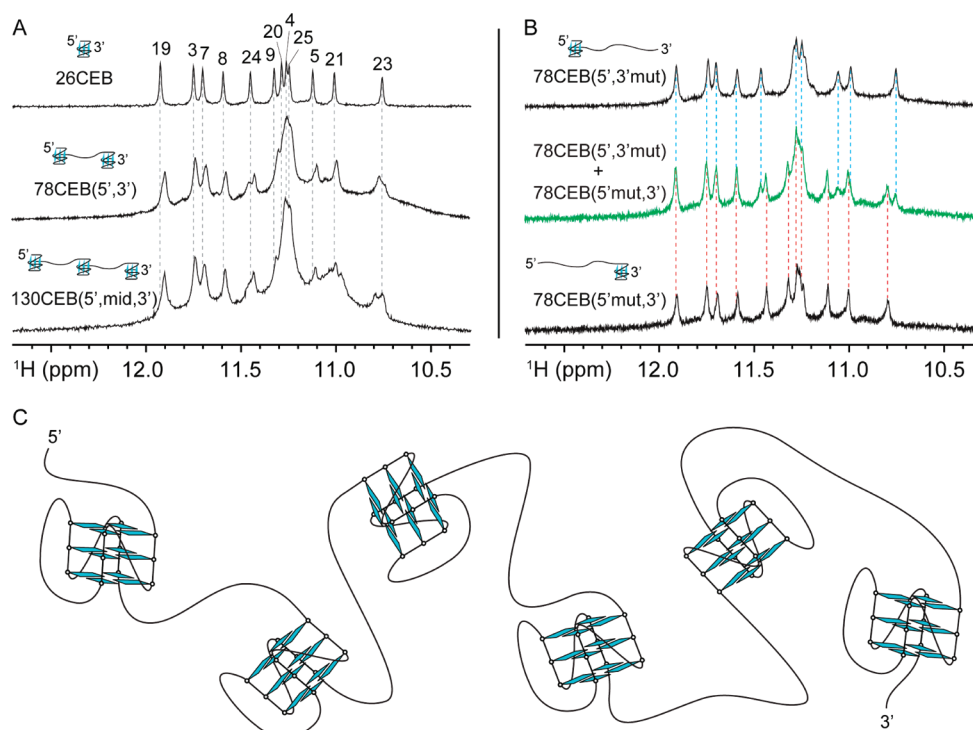 A
5’
3’
26CEB
19
3
7
8
24
9
20
4
25
5
21
23
5’
3’
78CEB(5’,3’)
5’
3’
130CEB(5’,mid,3’)
¹H (ppm)
12.0
11.5
11.0
10.5
B
5’
3’
78CEB(5’,3’mut)
78CEB(5’,3’mut)
+
78CEB(5’mut,3’)
5’
3’
78CEB(5’mut,3’)
¹H (ppm)
12.0
11.5
11.0
10.5
C
5’
3’